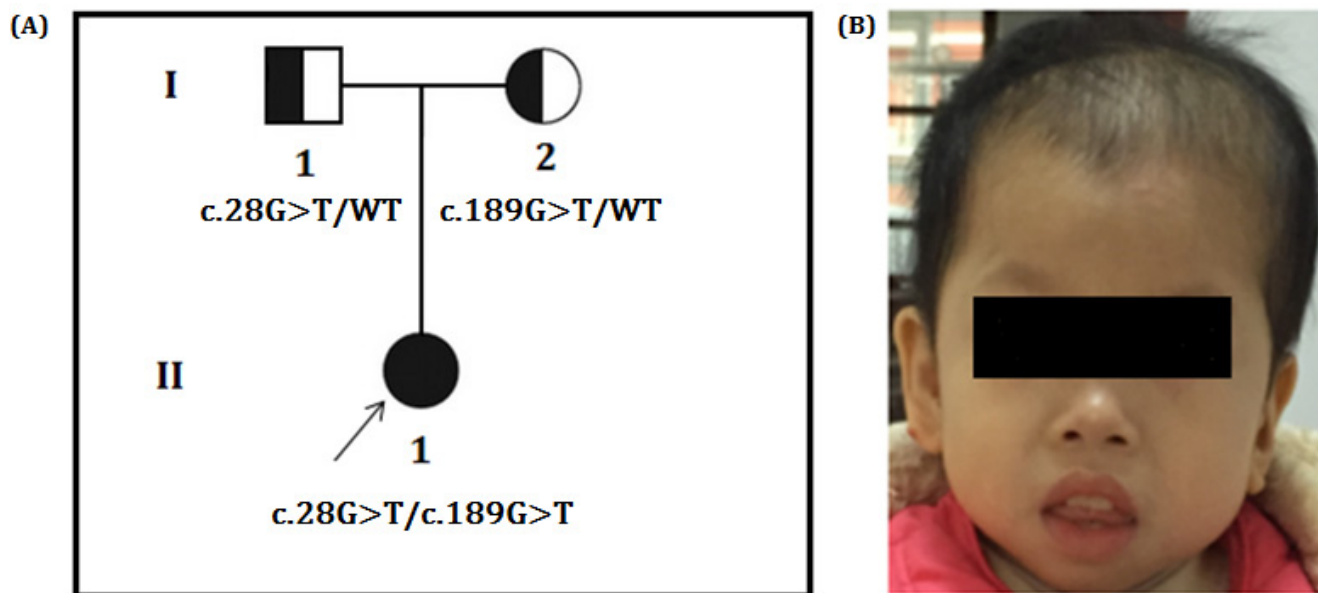 (A)
(B)
I
1
2
c.28G>T/WT
c.189G>T/WT
II
1
c.28G>T/c.189G>T